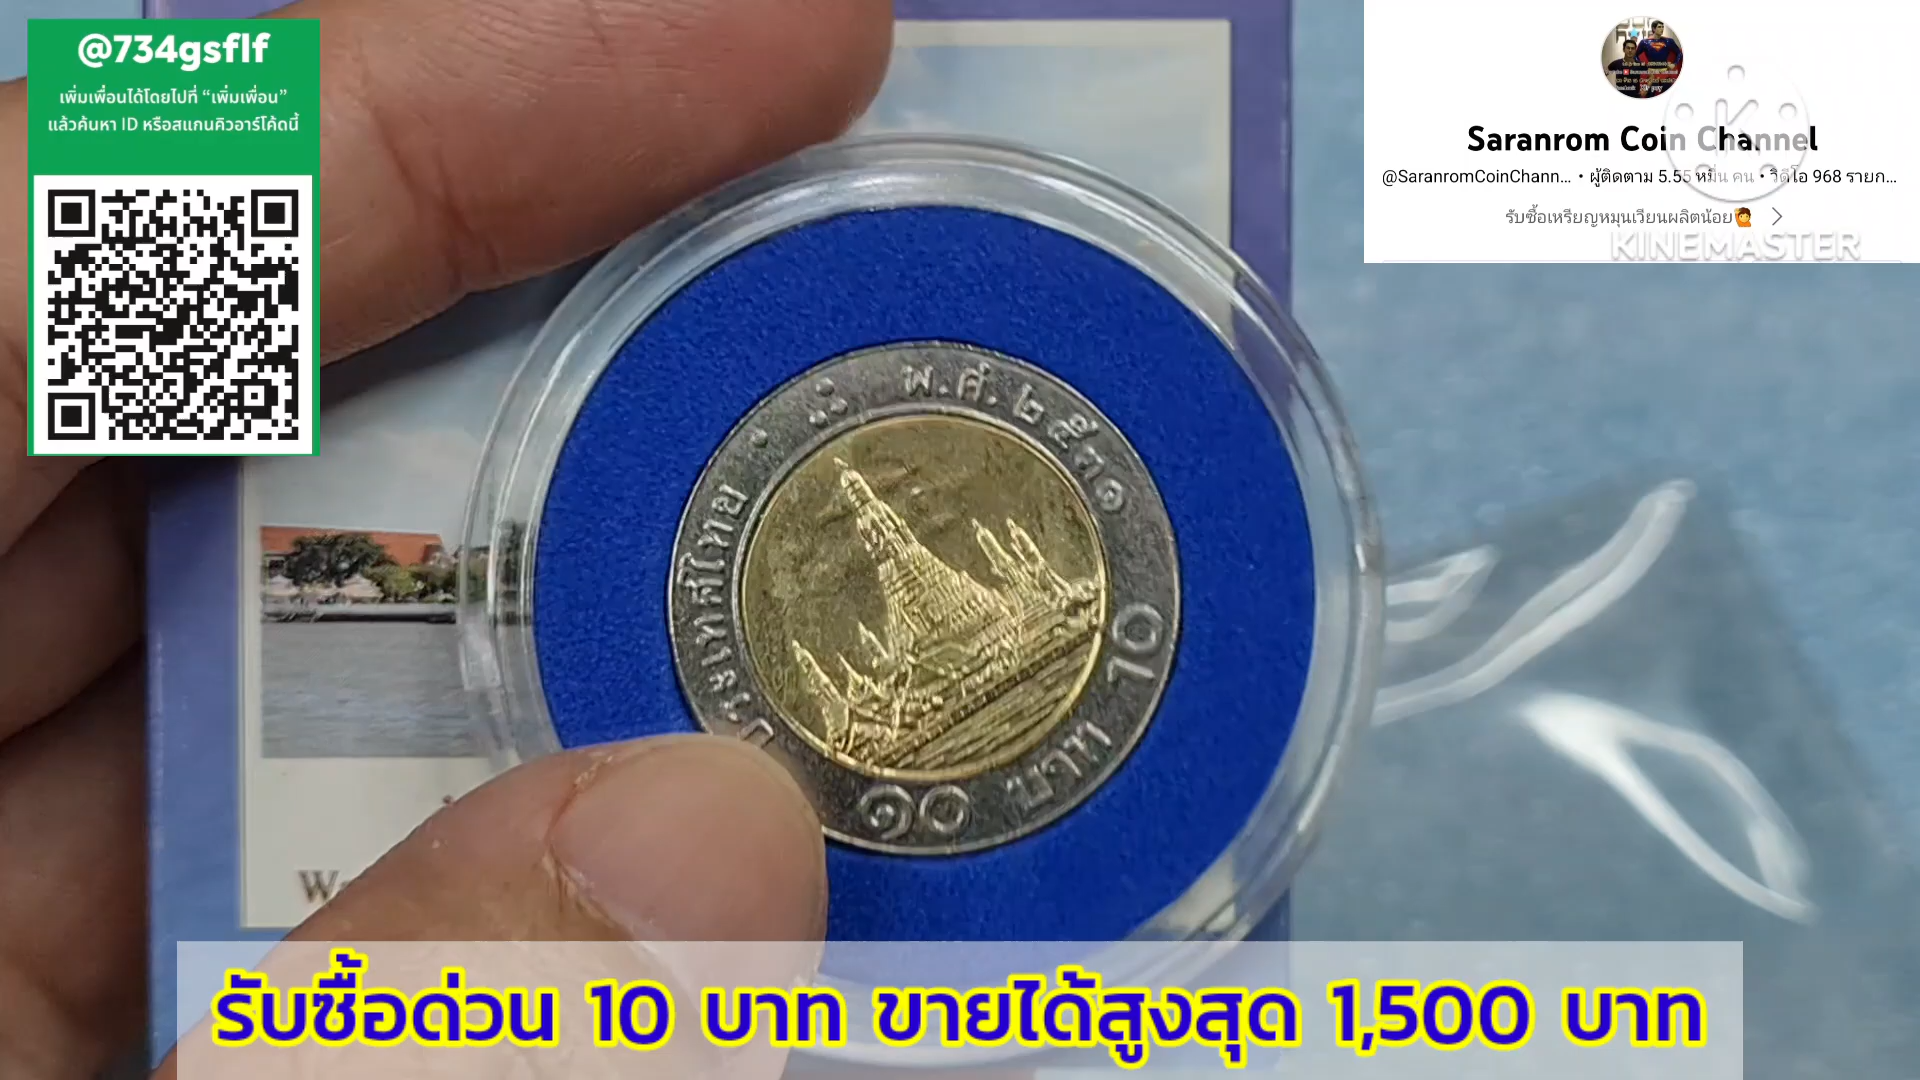 @734gsflf
เพิ่มเพื่อนได้โดยไปที่ “เพิ่มเพื่อน”
แล้วค้นหา ID หรือสแกนคิวอาร์โค้ดนี้
Saranrom Coin Channel
@SaranromCoinChann... • ผู้ติดตาม 5.55 หมื่น คน • วิดีโอ 968 รายก...
รับซื้อเหรียญหมุนเวียนผลิตน้อย
KINEMASTER
ประเทศไทย
พ.ศ. ๒๕๓๑
๑๐ บาท 10
รับซื้อด่วน 10 บาท ขายได้สูงสุด 1,500 บาท